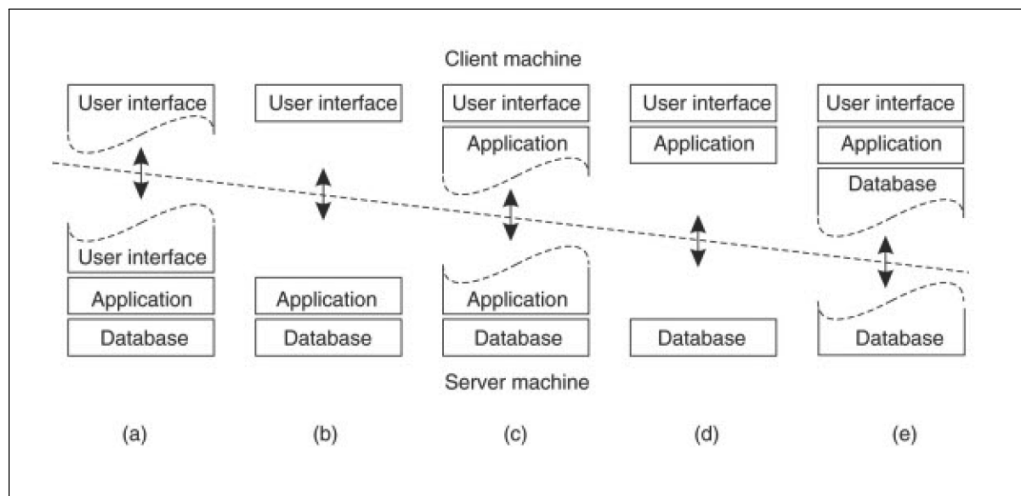 Client machine
User interface User interface User interface User interface User interface
Application Application Application
Database
User interface
Application Application Application
Database Database Database Database Database
Server machine
(a) (b) (c) (d) (e)